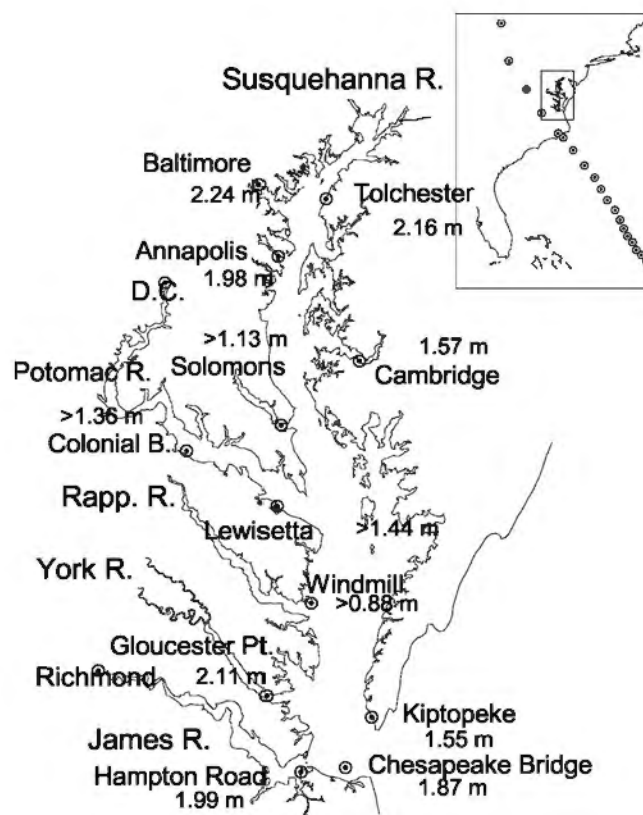 Susquehanna R.
Baltimore
2.24 m
Tolchester
2.16 m
Annapolis
1.98 m
D.C.
>1.13 m
Solomons
1.57 m
Cambridge
Potomac R.
>1.36 m
Colonial B.
Rapp. R.
Lewisetta
>1.44 m
York R.
Windmill
>0.88 m
Gloucester Pt.
2.11 m
Richmond
Kiptopeke
1.55 m
James R.
Chesapeake Bridge
1.87 m
Hampton Road
1.99 m